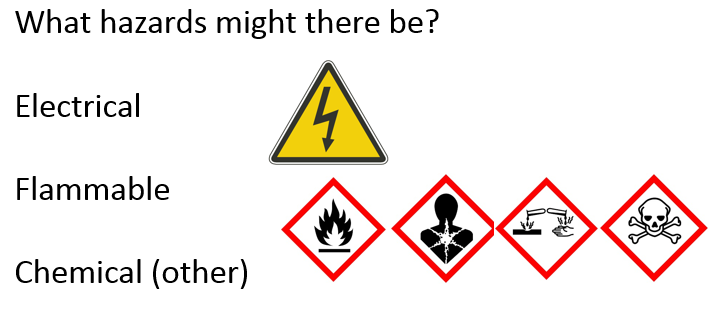 What hazards might there be?
Electrical
Flammable
Chemical (other)